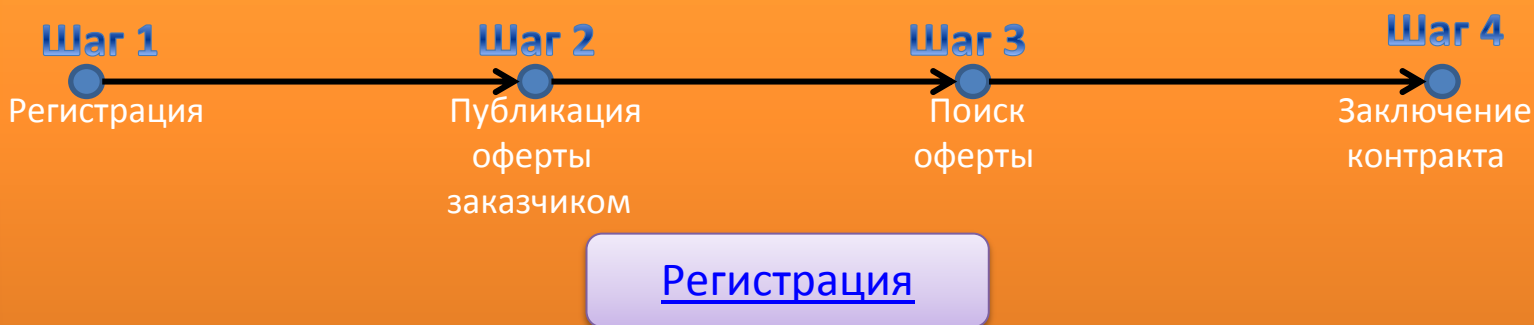 Шаг 1
Шаг 2
Шаг 3
Шаг 4
Регистрация
Публикация
оферты
заказчиком
Поиск
оферты
Заключение
контракта
Регистрация